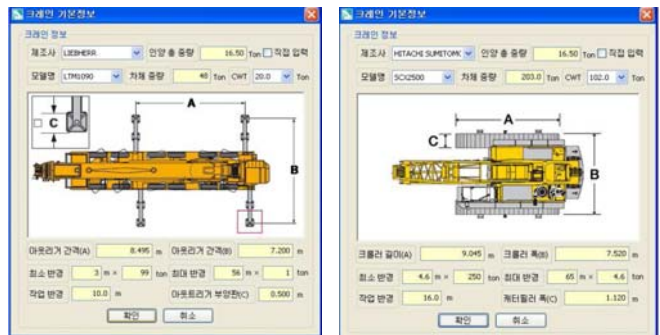 크레인 기본정보
크레인 정보
제조사 LIEBHERR 인양 총 중량 16.50 Ton 직접 입력
모델명 LTM1090 차체 중량 48 Ton CWT 20.0 Ton
A
C
B
아웃리거 간격(A) 8.495 m 아웃리거 간격(B) 7.200 m
최소 반경 3 m × 99 ton 최대 반경 56 m × 1 ton
작업 반경 10.0 m 아웃트리거 부양판(C) 0.500 m
확인 취소
크레인 기본정보
크레인 정보
제조사 HITACHI SUMITOMC 인양 총 중량 16.50 Ton 직접 입력
모델명 SCX2500 차체 중량 203.0 Ton CWT 102.0 Ton
A
C
B
크롤러 길이(A) 9.045 m 크롤러 폭(B) 7.520 m
최소 반경 4.6 m × 250 ton 최대 반경 65 m × 4.6 ton
작업 반경 16.0 m 캐터필러 폭(C) 1.120 m
확인 취소